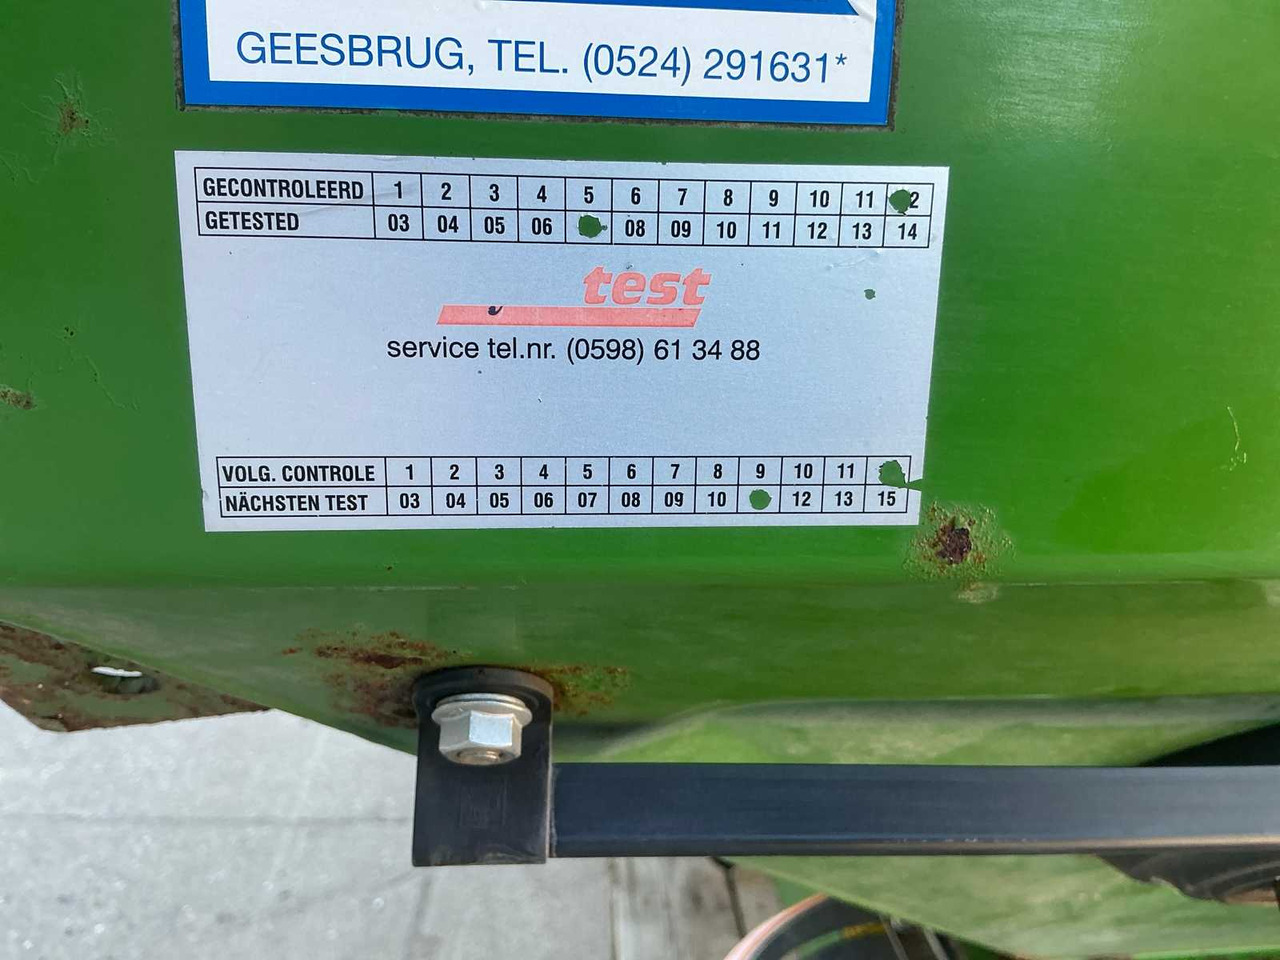 GEESBRUG, TEL. (0524) 291631*
GECONTROLEERD 1 2 3 4 5 6 7 8 9 10 11 2
GETESTED 03 04 05 06 08 09 10 11 12 13 14
test
service tel.nr. (0598) 61 34 88
VOLG. CONTROLE 1 2 3 4 5 6 7 8 9 10 11
NÄCHSTEN TEST 03 04 05 06 07 08 09 10 12 13 15